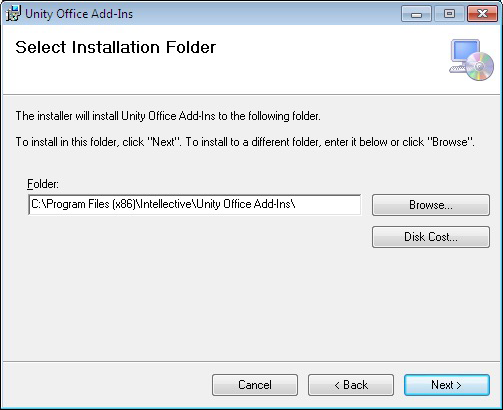 Unity Office Add-Ins
Select Installation Folder
The installer will install Unity Office Add-Ins to the following folder.
To install in this folder, click "Next". To install to a different folder, enter it below or click "Browse".
Folder:
C:\Program Files (x86)\Intellective\Unity Office Add-Ins\
Browse...
Disk Cost...
Cancel
< Back
Next >